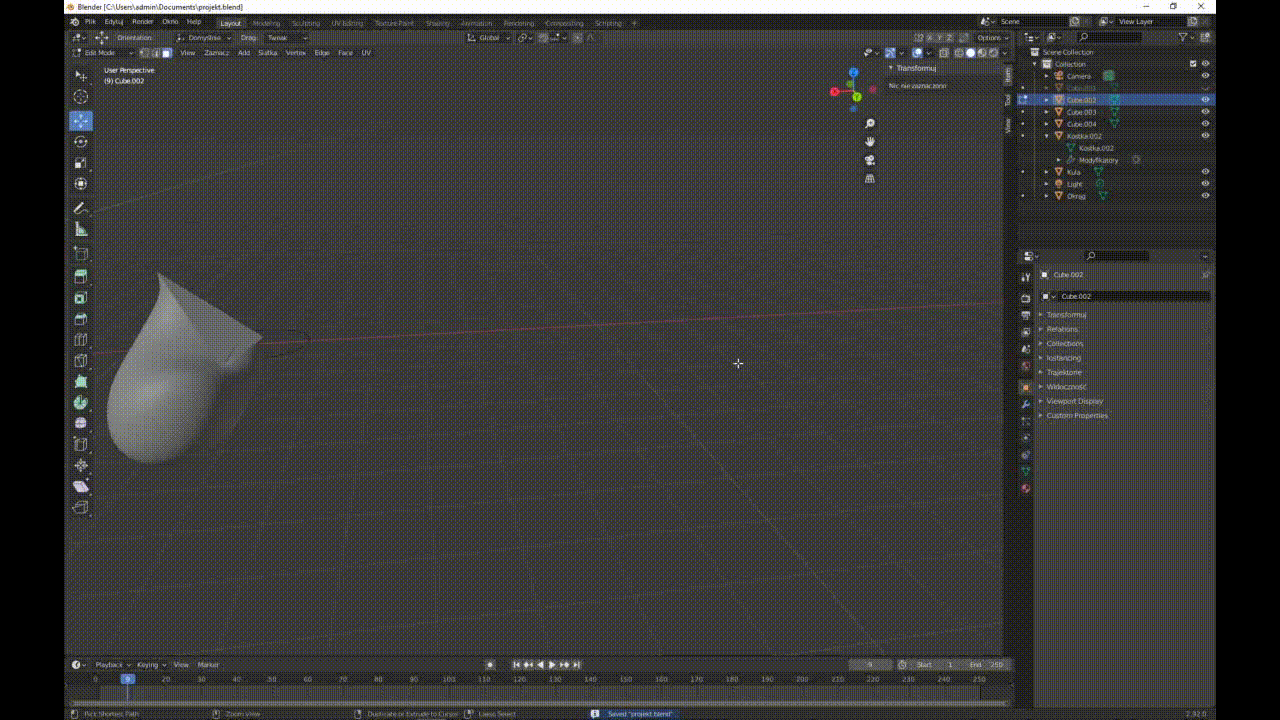 Blender [C:\Users\admin\Documents\projekt.blend]
Plik Edytuj Render Okno Help Layout Modeling Sculpting UV Editing Texture Paint Shading Animation Rendering Compositing Scripting Scene View Layer
Orientation: Domyślne Drag: Tweak Global Options
Edit Mode View Zaznacz Add Siatka Vertex Edge Face UV
User Perspective
(9) Cube.002
Transformuj
Nic nie zaznaczono
Item
Tool
View
X
Y
Z
Scene Collection
Collection
Camera
Cube.001
Cube.002
Cube.003
Cube.004
Kostka.002
Kostka.002
Modyfikatory
Kula
Light
Okrąg
Cube.002
Cube.002
Transformuj
Relations
Collections
Instancing
Trajektorie
Widoczność
Viewport Display
Custom Properties
Playback Keying View Marker 9 Start 1 End 250
0 9 20 30 40 50 60 70 80 90 100 110 120 130 140 150 160 170 180 190 200 210 220 230 240 250
Pick Shortest Path Zoom View Duplicate or Extrude to Cursor Lasso Select Saved "projekt.blend" 2.92.0